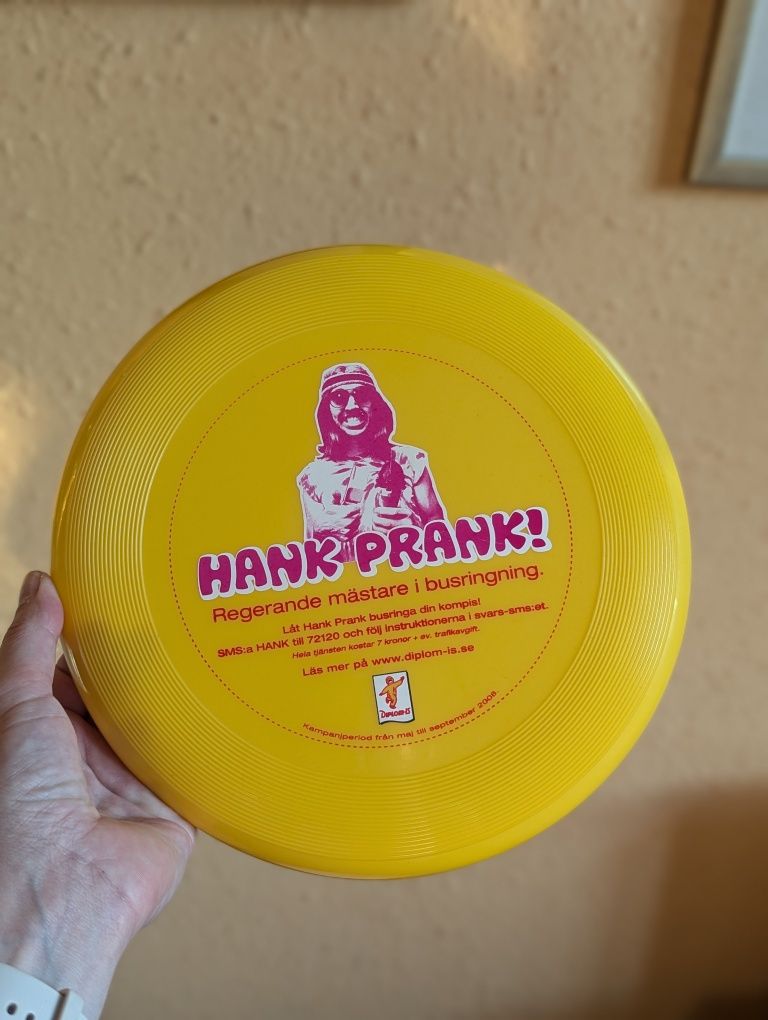 HANK PRANK!
Regerande mästare i busringning.
Låt Hank Prank busringa din kompis!
SMS:a HANK till 72120 och följ instruktionerna i svars-sms:et.
Hela tjänsten kostar 7 kronor + ev. trafikavgift.
Läs mer på www.diplom-is.se
DIPLOM-IS
Kampanjperiod från maj till september 2008.